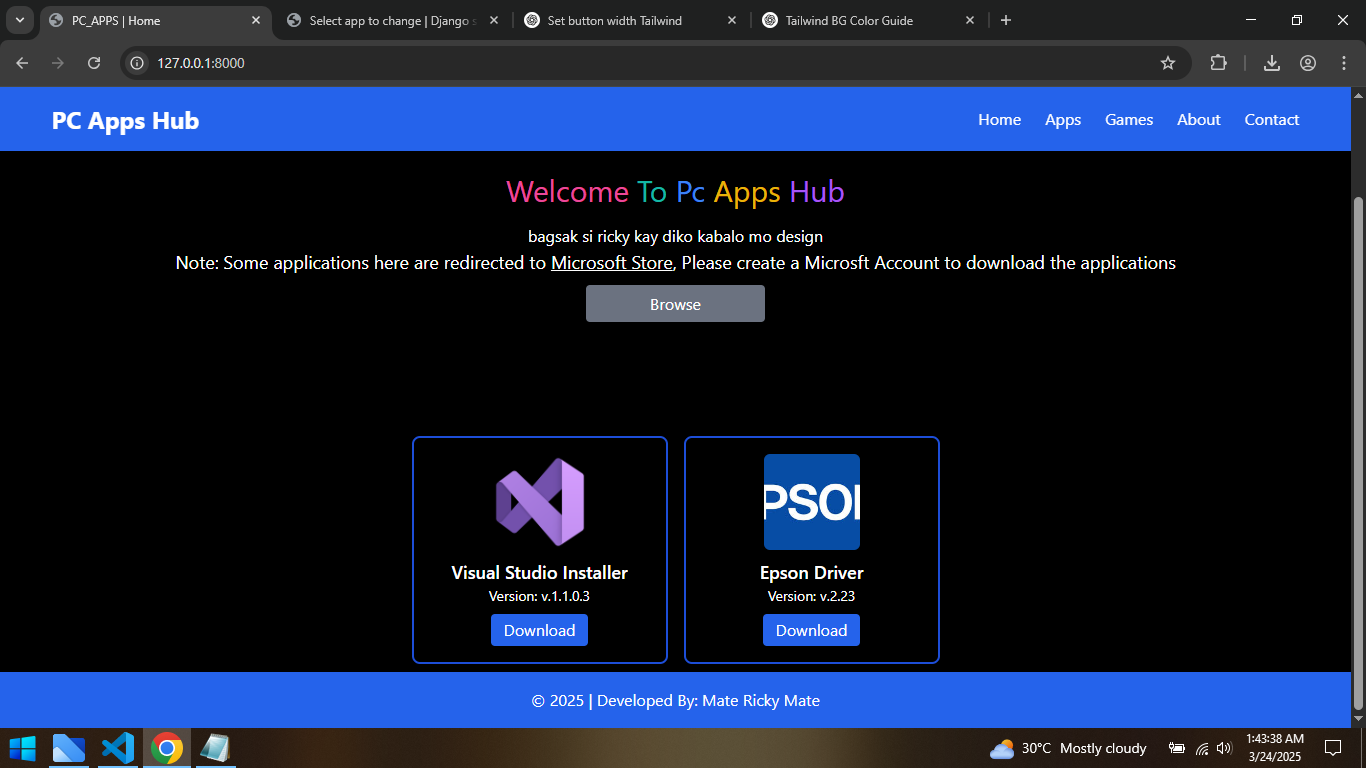 PC_APPS | Home
Select app to change | Django s
Set button width Tailwind
Tailwind BG Color Guide
127.0.0.1:8000
PC Apps Hub
Home Apps Games About Contact
Welcome To Pc Apps Hub
bagsak si ricky kay diko kabalo mo design
Note: Some applications here are redirected to Microsoft Store, Please create a Microsft Account to download the applications
Browse
PSO
Visual Studio Installer
Version: v.1.1.0.3
Download
Epson Driver
Version: v.2.23
Download
© 2025 | Developed By: Mate Ricky Mate
30°C Mostly cloudy
1:43:38 AM
3/24/2025